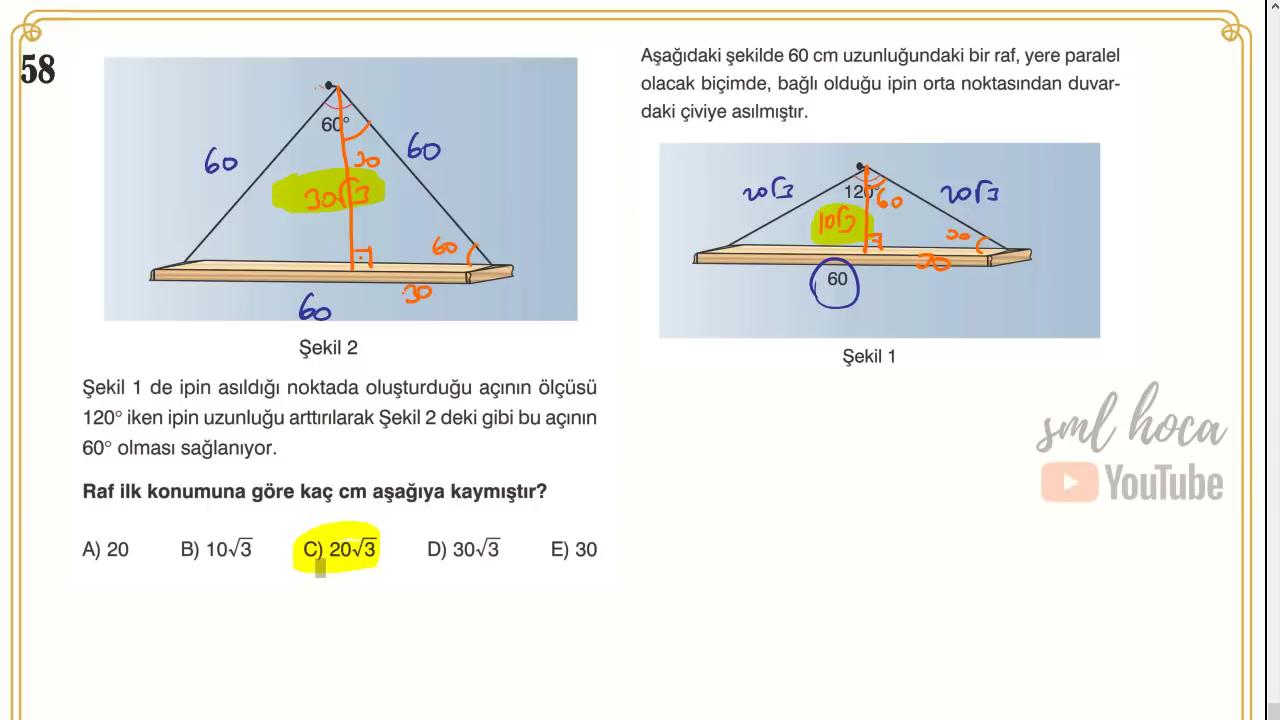 58
Aşağıdaki şekilde 60 cm uzunluğundaki bir raf, yere paralel
olacak biçimde, bağlı olduğu ipin orta noktasından duvar-
daki çiviye asılmıştır.
60°
60
60
30
30√3
60
30
60
Şekil 2
120°
20√3
20√3
60
10√3
30
30
60
Şekil 1
Şekil 1 de ipin asıldığı noktada oluşturduğu açının ölçüsü
120° iken ipin uzunluğu arttırılarak Şekil 2 deki gibi bu açının
60° olması sağlanıyor.
Raf ilk konumuna göre kaç cm aşağıya kaymıştır?
A) 20 B) 10√3 C) 20√3 D) 30√3 E) 30
sml hoca
YouTube